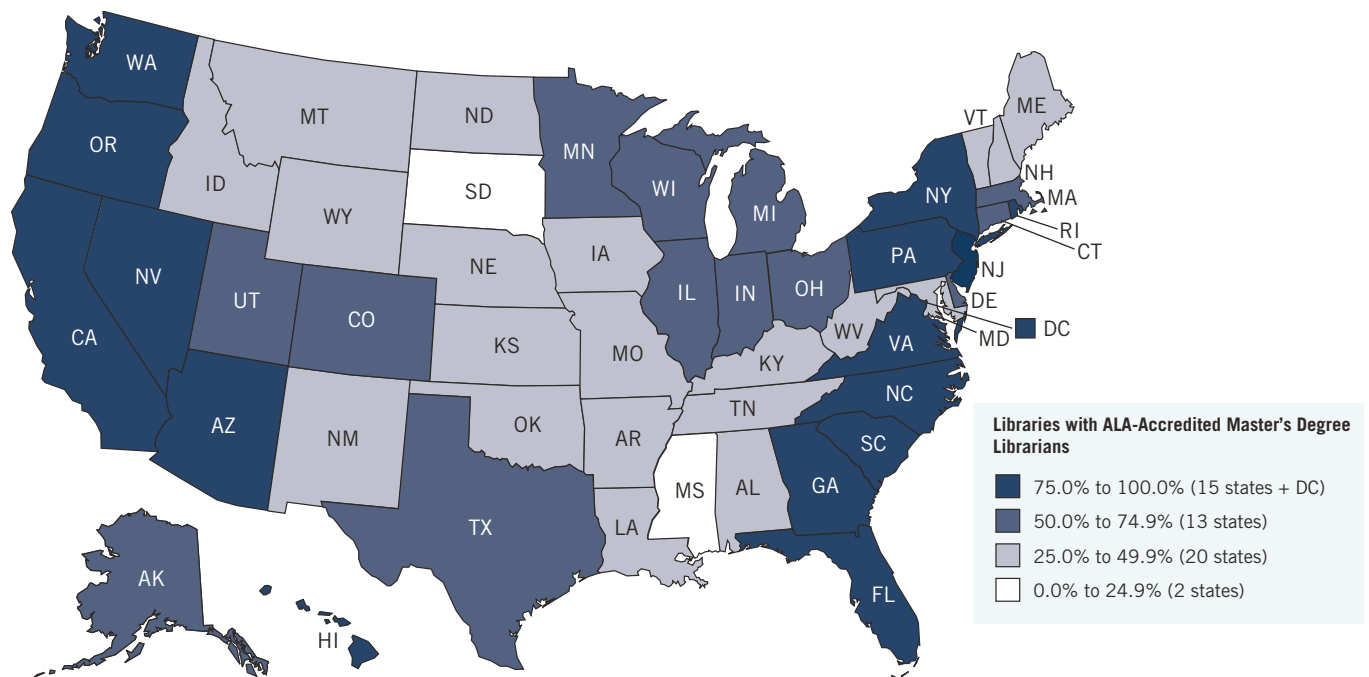 WA
MT
ND
VT
ME
OR
MN
ID
SD
WI
NH
WY
MI
NY
MA
RI
CT
IA
PA
NE
NJ
NV
IL
IN
OH
UT
DE
CO
WV
DC
CA
MD
KS
VA
MO
KY
NC
TN
AZ
OK
NM
AR
SC
MS
AL
GA
LA
TX
AK
FL
HI
Libraries with ALA-Accredited Master’s Degree
Librarians
75.0% to 100.0% (15 states + DC)
50.0% to 74.9% (13 states)
25.0% to 49.9% (20 states)
0.0% to 24.9% (2 states)